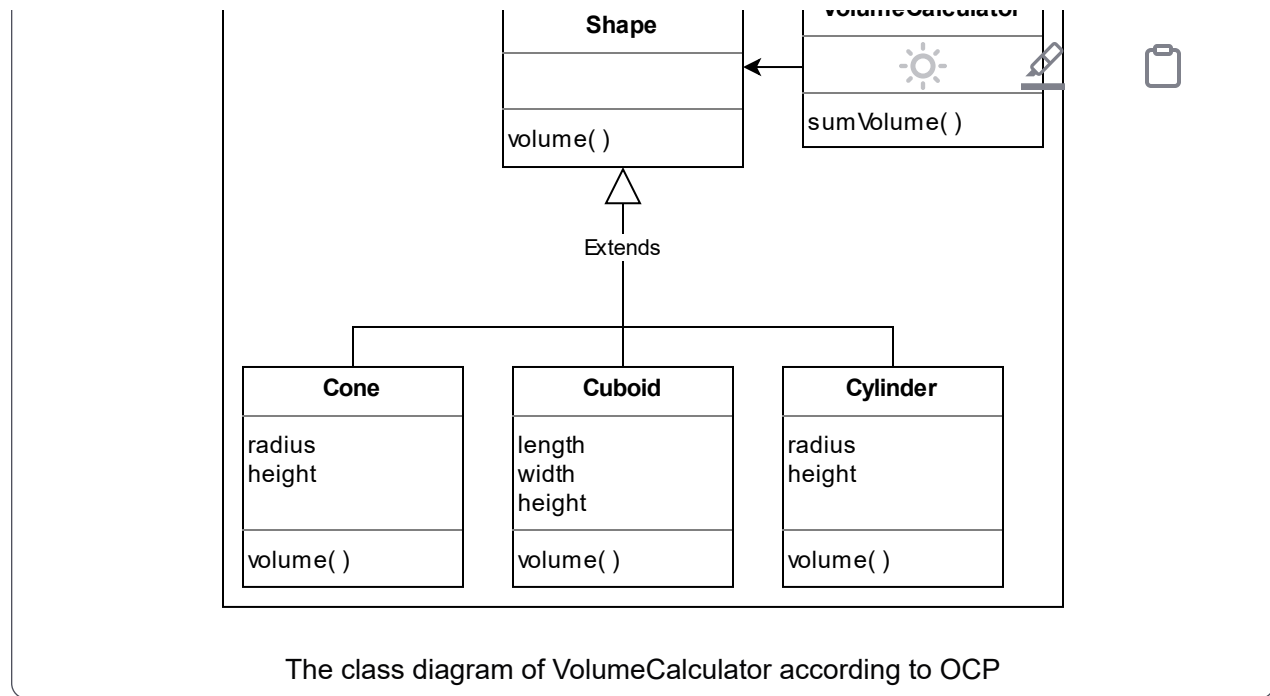 Shape
VolumeCalculator
volume( )
sumVolume( )
Extends
Cone
radius
height
volume( )
Cuboid
length
width
height
volume( )
Cylinder
radius
height
volume( )
The class diagram of VolumeCalculator according to OCP